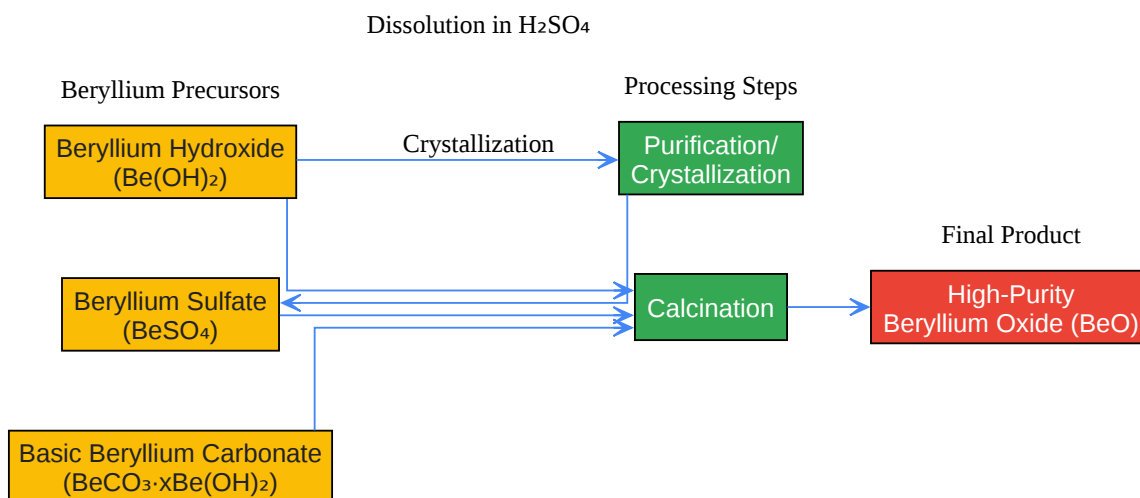 Dissolution in H₂SO₄
Beryllium Precursors
Processing Steps
Beryllium Hydroxide
(Be(OH)₂)
Crystallization
Purification/
Crystallization
Final Product
Beryllium Sulfate
(BeSO₄)
Calcination
High-Purity
Beryllium Oxide (BeO)
Basic Beryllium Carbonate
(BeCO₃·xBe(OH)₂)